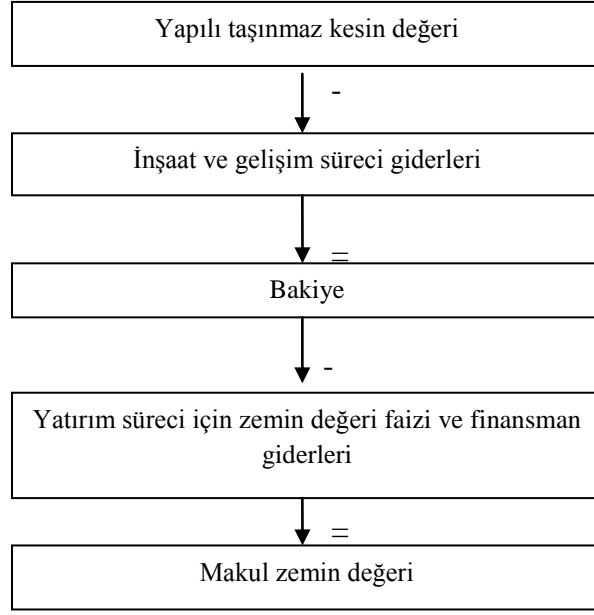 Yapılı taşınmaz kesin değeri
-
İnşaat ve gelişim süreci giderleri
=
Bakiye
-
Yatırım süreci için zemin değeri faizi ve finansman
giderleri
=
Makul zemin değeri